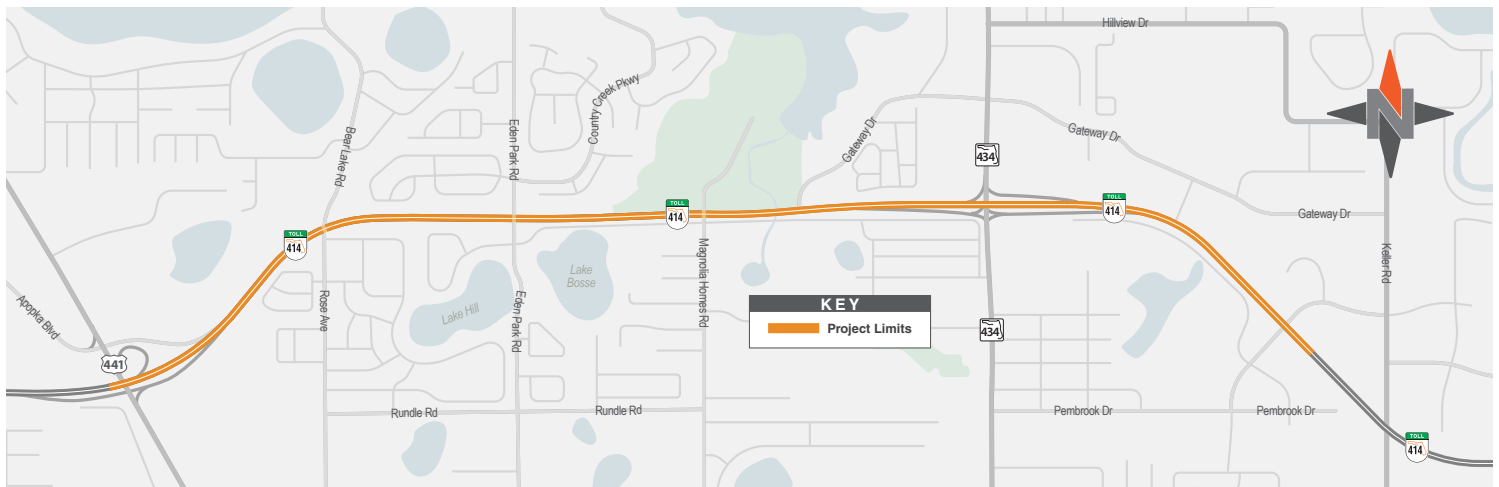 Hillview Dr
Country Creek Pkwy
Gateway Dr
Gateway Dr
Bear Lake Rd
Eden Park Rd
434
TOLL
414
TOLL
414
Gateway Dr
TOLL
414
N
Keller Rd
Magnolia Homes Rd
Lake
Bosse
Lake Hill
Eden Park Rd
Rose Ave
Apopka Blvd
KEY
Project Limits
434
441
Rundle Rd
Rundle Rd
Pembrook Dr
Pembrook Dr
TOLL
414